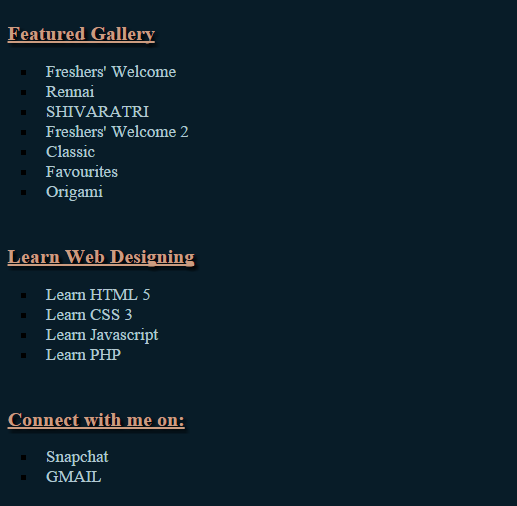 Featured Gallery
Freshers' Welcome
Rennai
SHIVARATRI
Freshers' Welcome 2
Classic
Favourites
Origami
Learn Web Designing
Learn HTML 5
Learn CSS 3
Learn Javascript
Learn PHP
Connect with me on:
Snapchat
GMAIL